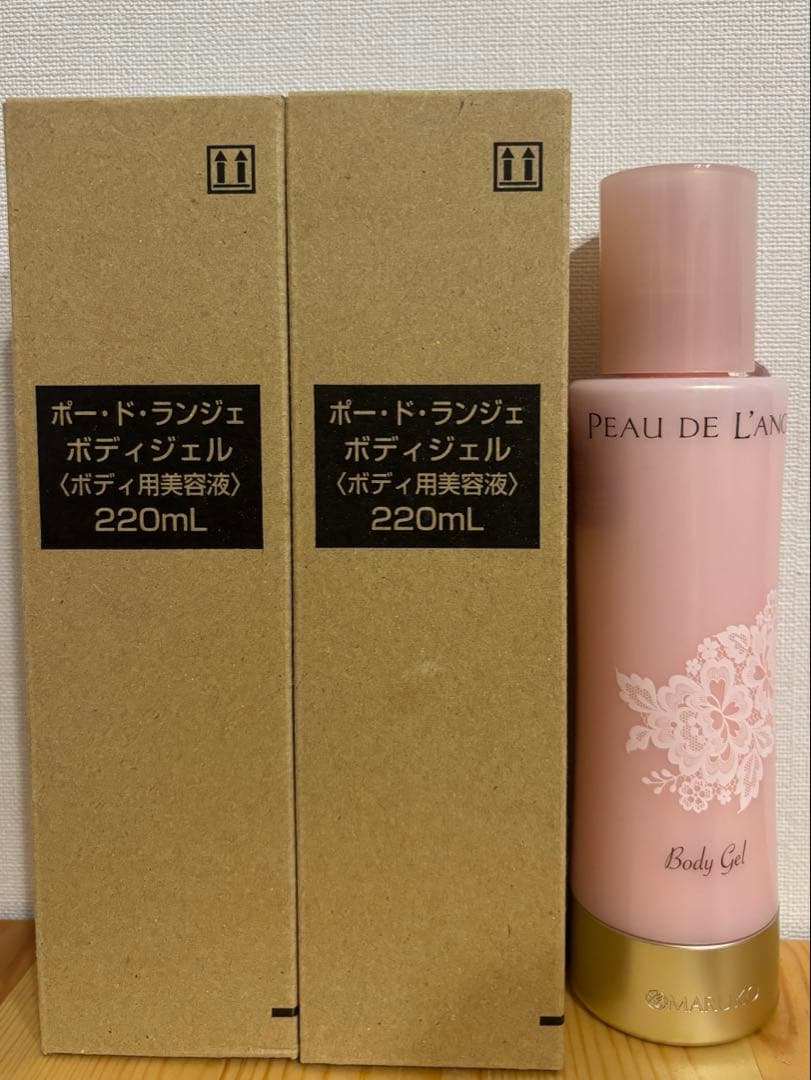 ポー・ド・ランジェ
ボディジェル
〈ボディ用美容液〉
220mL
ポー・ド・ランジェ
ボディジェル
〈ボディ用美容液〉
220mL
PEAU DE L'ANG
Body Gel
MARUKO